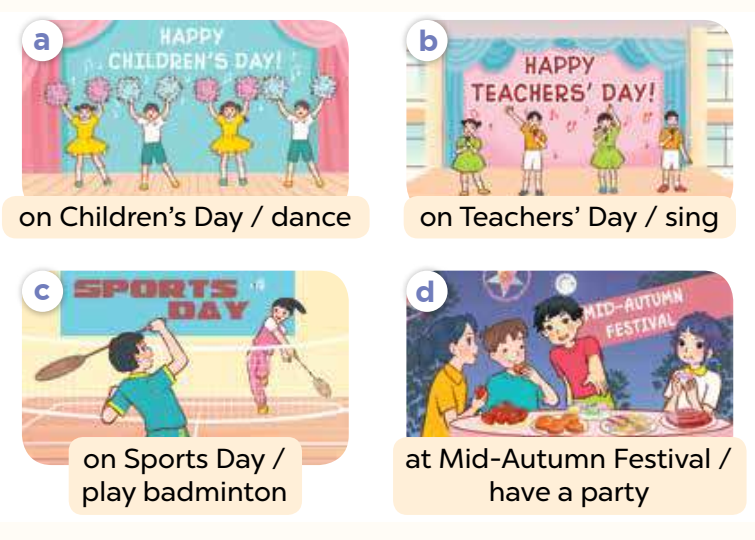 a
HAPPY
CHILDREN'S DAY!
on Children's Day / dance
b
HAPPY
TEACHERS' DAY!
on Teachers' Day / sing
c
SPORTS
DAY
on Sports Day /
play badminton
d
MID-AUTUMN
FESTIVAL
at Mid-Autumn Festival /
have a party